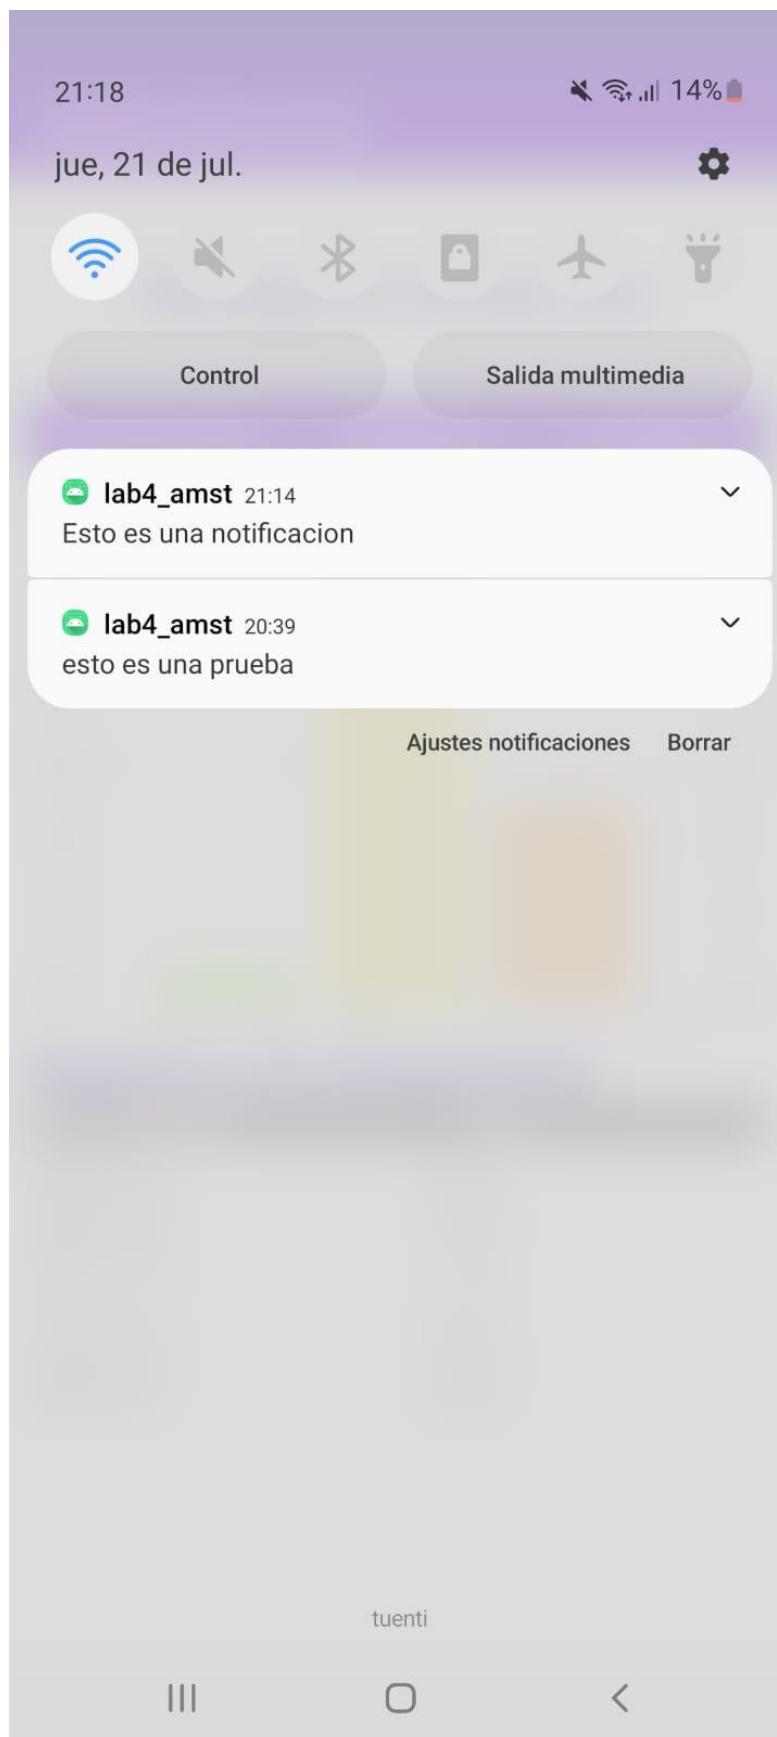 21:18 14%
jue, 21 de jul.
Control Salida multimedia
lab4_amst 21:14
Esto es una notificacion
lab4_amst 20:39
esto es una prueba
Ajustes notificaciones Borrar
tuenti